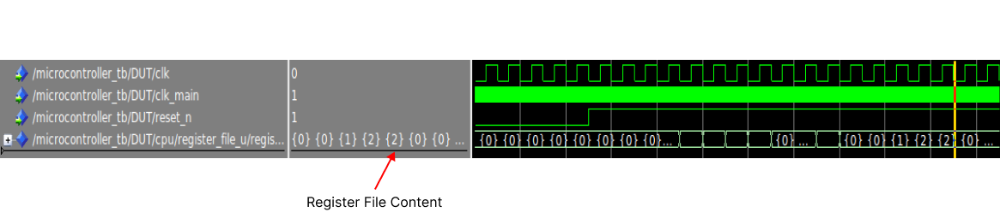 /microcontroller_tb/DUT/clk 0
/microcontroller_tb/DUT/clk_main 1
/microcontroller_tb/DUT/reset_n 1
/microcontroller_tb/DUT/cpu/register_file_u/regis... {0} {0} {1} {2} {2} {0} {0} ... {0} {0} {0} {0} {0} {0} {0} {0}... {0} ... {0} {0} {1} {2} {2} {0} ...
Register File Content